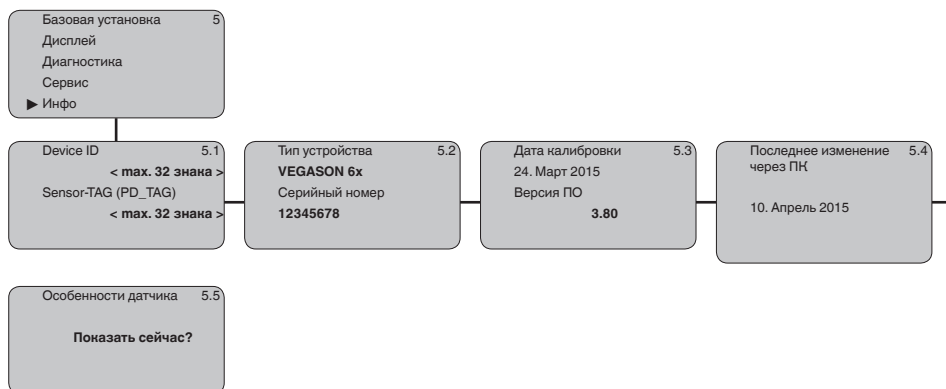 Базовая установка 5
Дисплей
Диагностика
Сервис
▶ Инфо
Device ID 5.1
< max. 32 знака >
Sensor-TAG (PD_TAG)
< max. 32 знака >
Тип устройства 5.2
VEGASON 6x
Серийный номер
12345678
Дата калибровки 5.3
24. Март 2015
Версия ПО
3.80
Последнее изменение 5.4
через ПК
10. Апрель 2015
Особенности датчика 5.5
Показать сейчас?